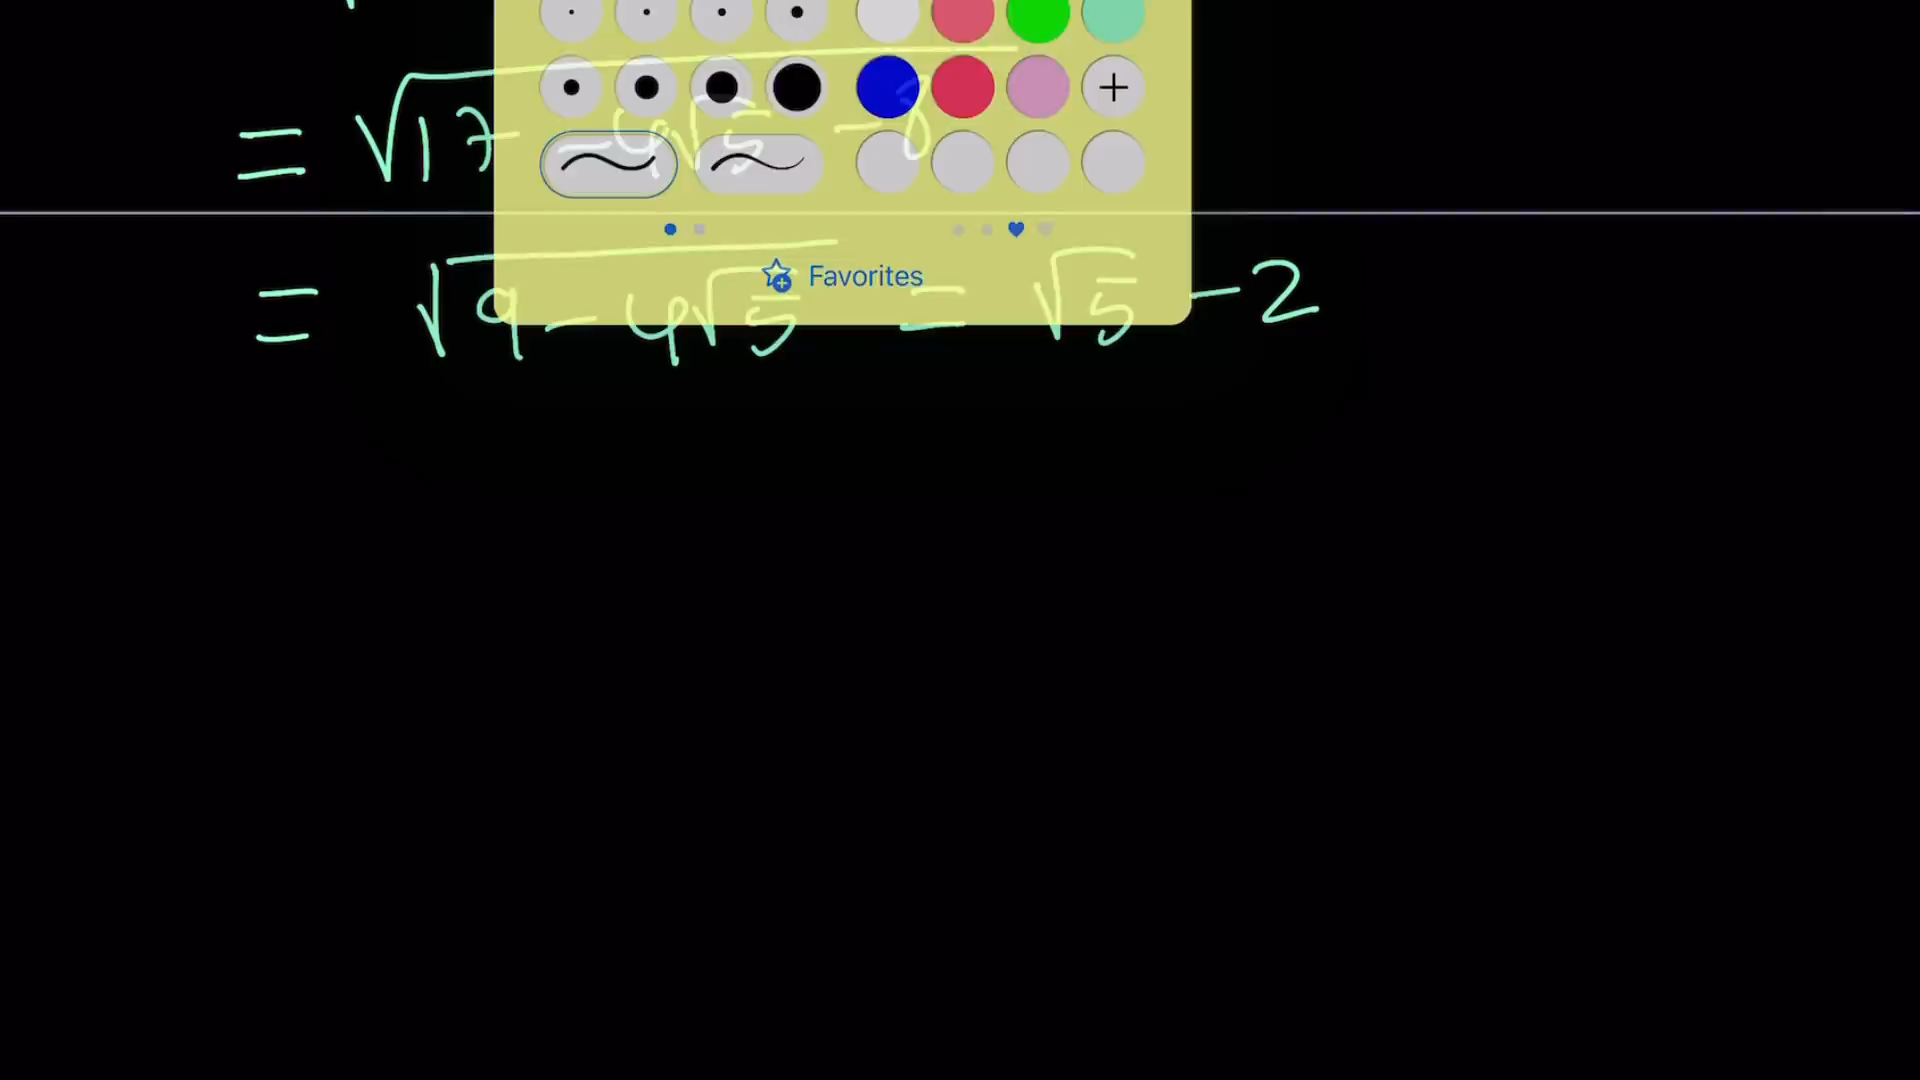 = √17 - 4√5 - 8
= √9 - 4√5 = √5 - 2
Favorites